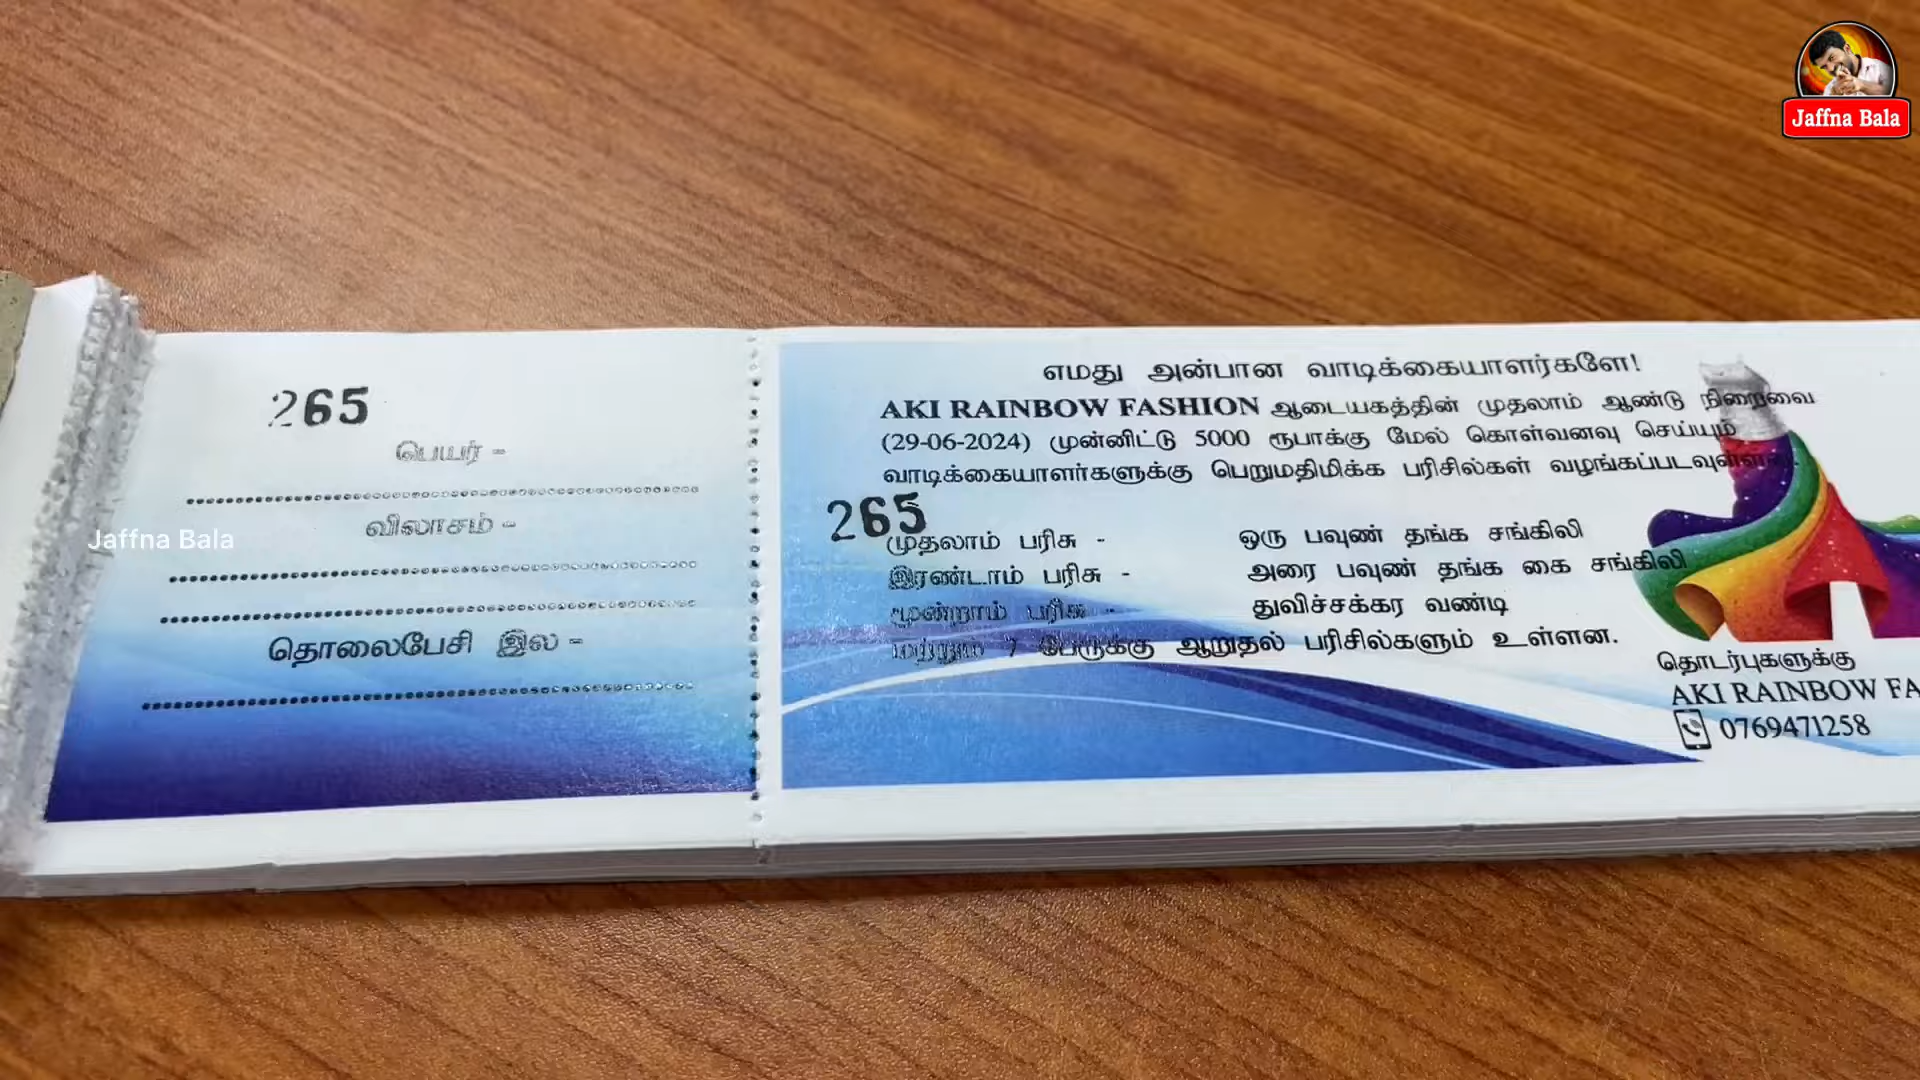 Jaffna Bala
265
பெயர் -
விலாசம் -
Jaffna Bala
தொலைபேசி இல -
எமது அன்பான வாடிக்கையாளர்களே!
AKI RAINBOW FASHION ஆடையகத்தின் முதலாம் ஆண்டு நிறைவை
(29-06-2024) முன்னிட்டு 5000 ரூபாக்கு மேல் கொள்வனவு செய்யும்
வாடிக்கையாளர்களுக்கு பெறுமதிமிக்க பரிசில்கள் வழங்கப்படவுள்ளன.
265
முதலாம் பரிசு - ஒரு பவுண் தங்க சங்கிலி
இரண்டாம் பரிசு - அரை பவுண் தங்க கை சங்கிலி
மூன்றாம் பரிசு - துவிச்சக்கர வண்டி
மற்றும் 7 பேருக்கு ஆறுதல் பரிசில்களும் உள்ளன.
தொடர்புகளுக்கு
AKI RAINBOW FA
0769471258